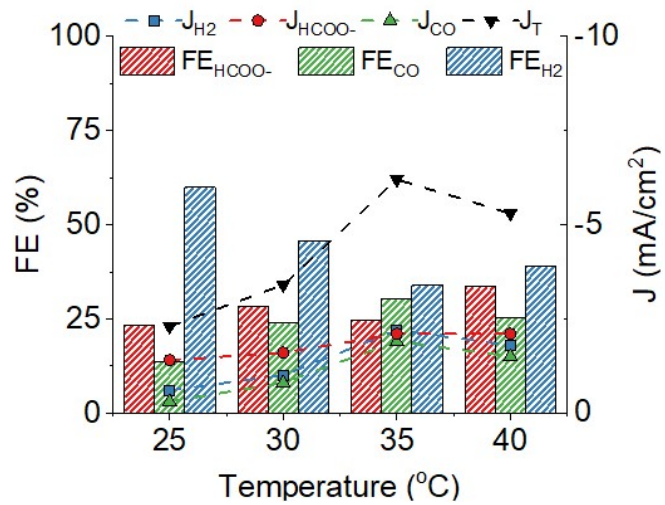 J_H2 J_HCOO- J_CO J_T
FE_HCOO- FE_CO FE_H2
100
75
50
25
0
FE (%)
-10
-5
0
J (mA/cm²)
25 30 35 40
Temperature (°C)